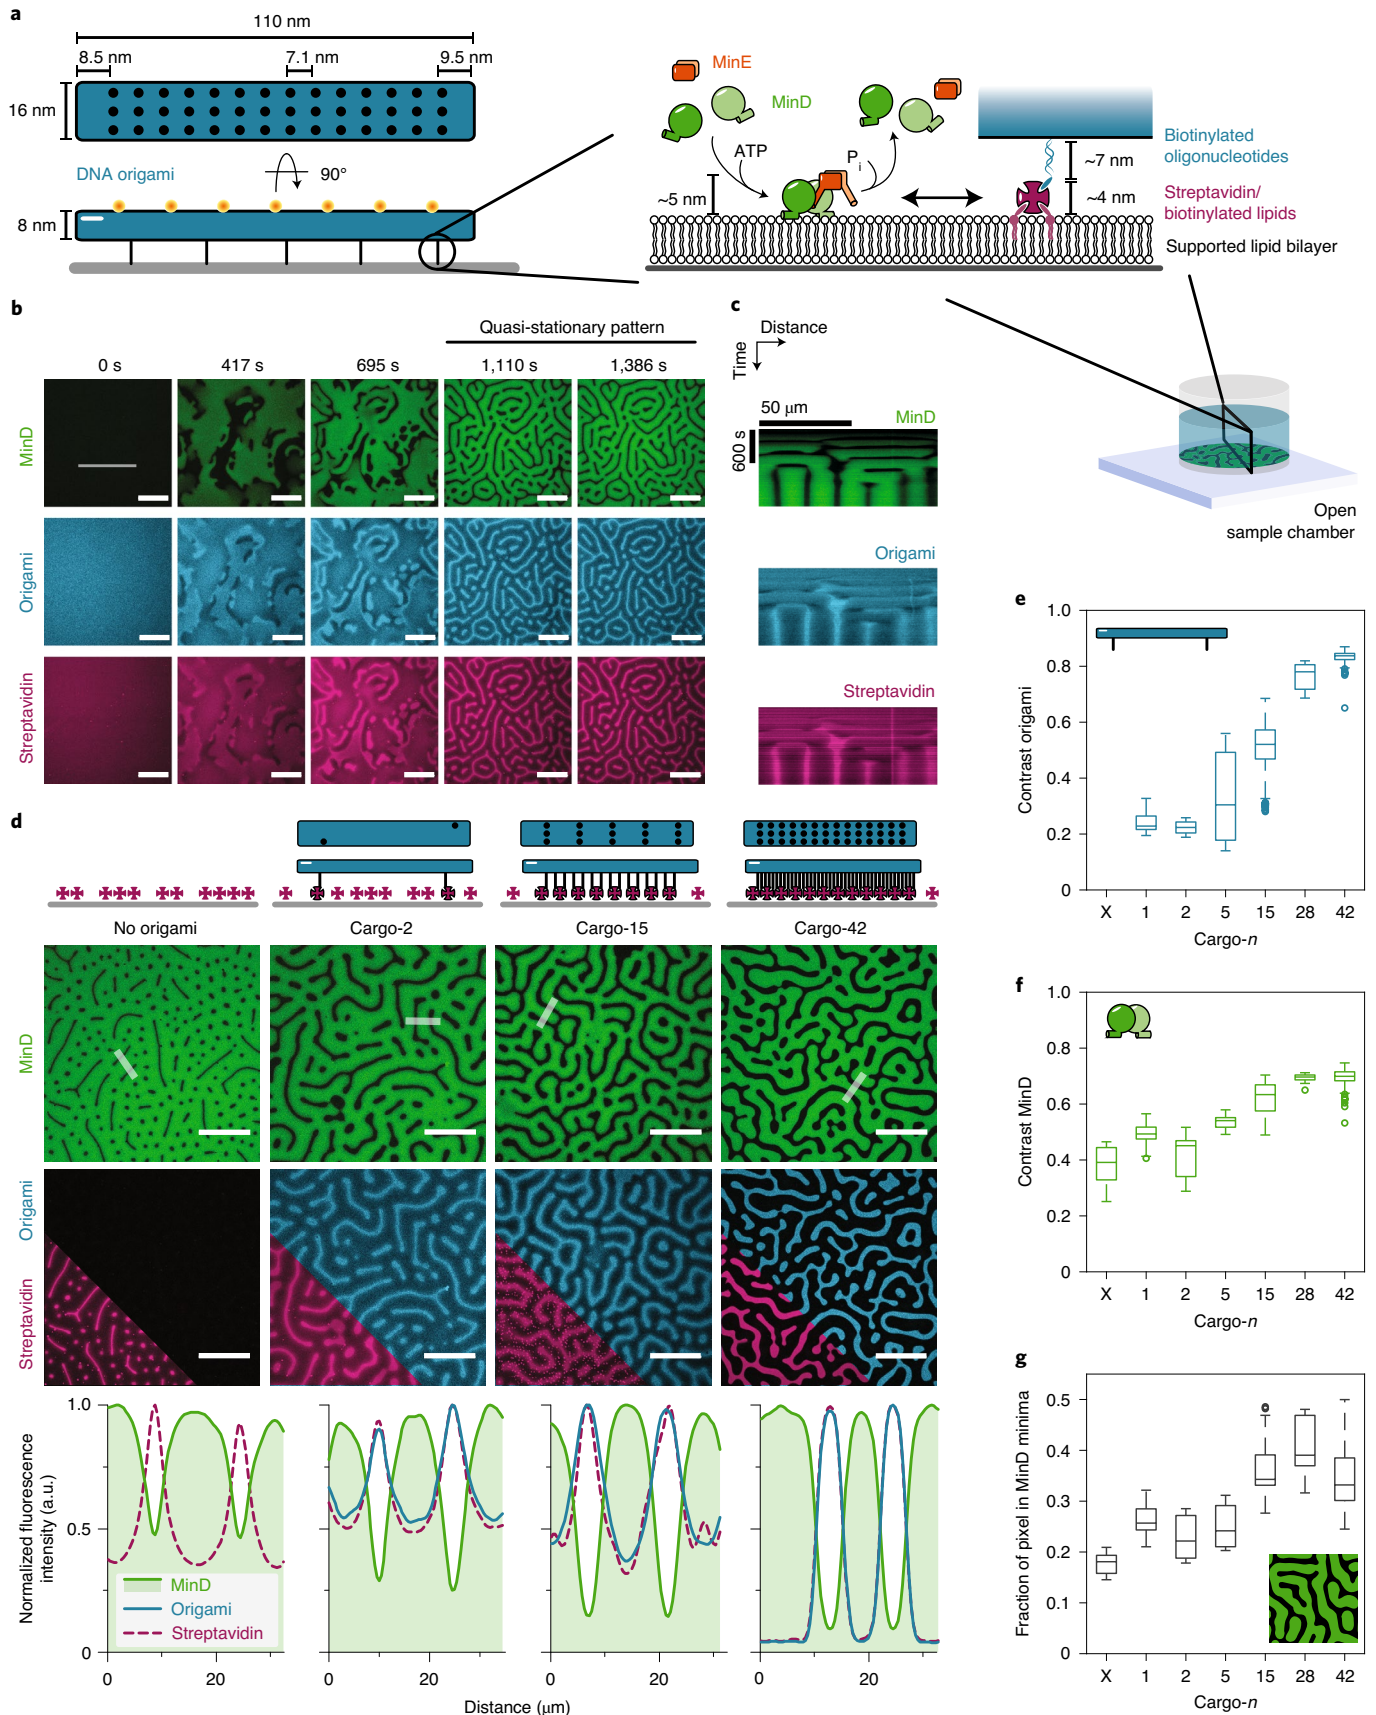 a
110 nm
8.5 nm
7.1 nm
9.5 nm
16 nm
DNA origami
90°
8 nm
MinE
MinD
ATP
Pi
~5 nm
~7 nm
~4 nm
Biotinylated
oligonucleotides
Streptavidin/
biotinylated lipids
Supported lipid bilayer
Open
sample chamber
b
Quasi-stationary pattern
0 s
417 s
695 s
1,110 s
1,386 s
MinD
Origami
Streptavidin
c
Distance
Time
50 μm
600 s
MinD
Origami
Streptavidin
d
No origami
Cargo-2
Cargo-15
Cargo-42
MinD
Origami
Streptavidin
Normalized fluorescence
intensity (a.u.)
1.0
0.5
0
MinD
Origami
Streptavidin
0 20
0 20
0 20
0 20
Distance (μm)
e
Contrast origami
1.0
0.8
0.6
0.4
0.2
0
X 1 2 5 15 28 42
Cargo-n
f
Contrast MinD
1.0
0.8
0.6
0.4
0.2
0
X 1 2 5 15 28 42
Cargo-n
g
Fraction of pixel in MinD minima
0.5
0.4
0.3
0.2
0.1
0
X 1 2 5 15 28 42
Cargo-n